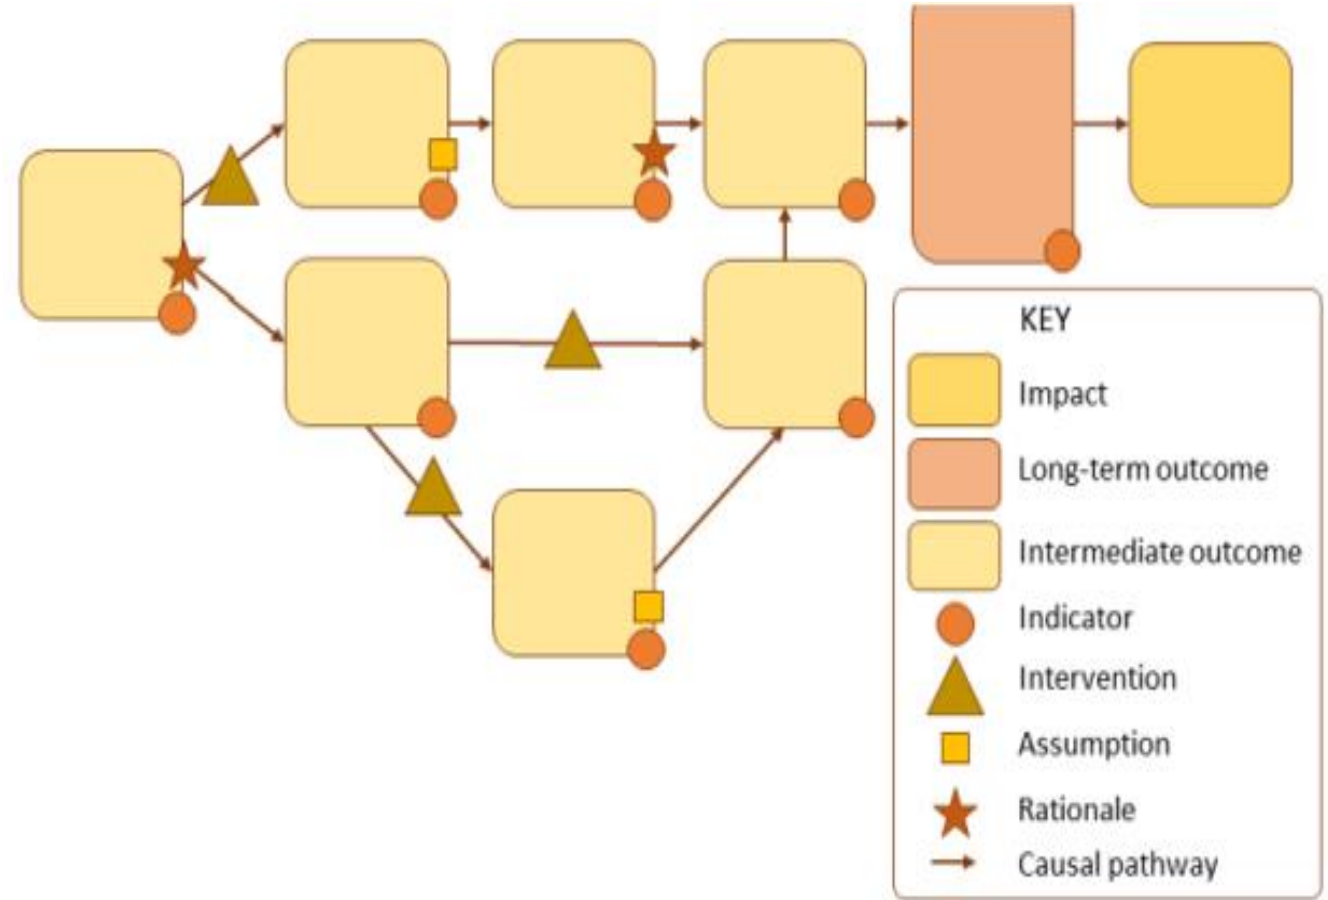 KEY
Impact
Long-term outcome
Intermediate outcome
Indicator
Intervention
Assumption
Rationale
Causal pathway